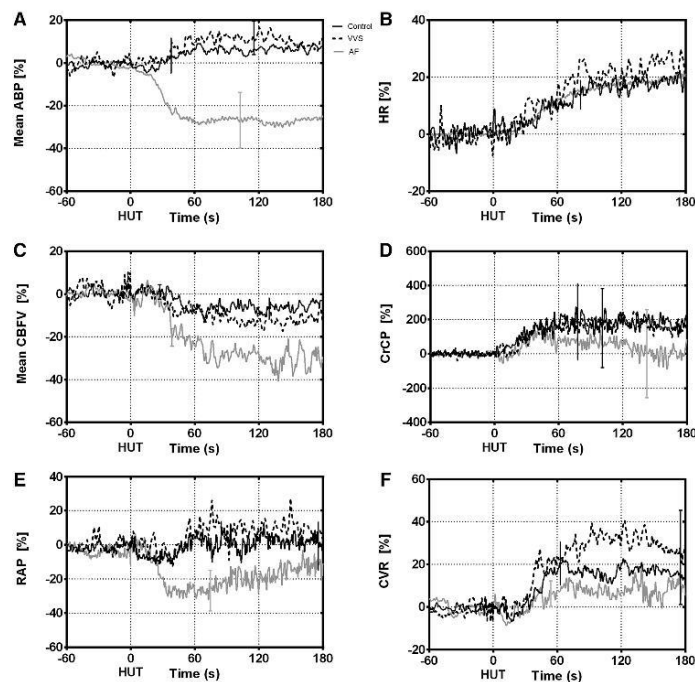 A
Mean ABP [%]
20
0
-20
-40
-60
-60 0 60 120 180
HUT Time (s)
Control
VVS
AF
B
HR [%]
40
20
0
-20
-60 0 60 120 180
HUT Time (s)
C
Mean CBFV [%]
20
0
-20
-40
-60
-60 0 60 120 180
HUT Time (s)
D
CrCP [%]
600
400
200
0
-200
-400
-60 0 60 120 180
HUT Time (s)
E
RAP [%]
40
20
0
-20
-40
-60
-60 0 60 120 180
HUT Time (s)
F
CVR [%]
60
40
20
0
-20
-60 0 60 120 180
HUT Time (s)